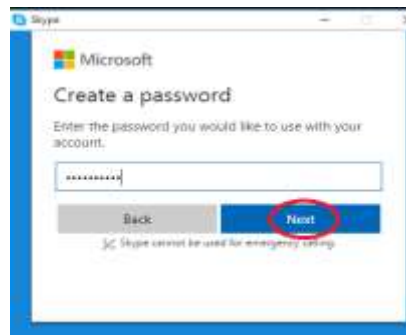 Skype
Microsoft
Create a password
Enter the password you would like to use with your
account.
••••••••••
Back
Next
Skype cannot be used for emergency calling